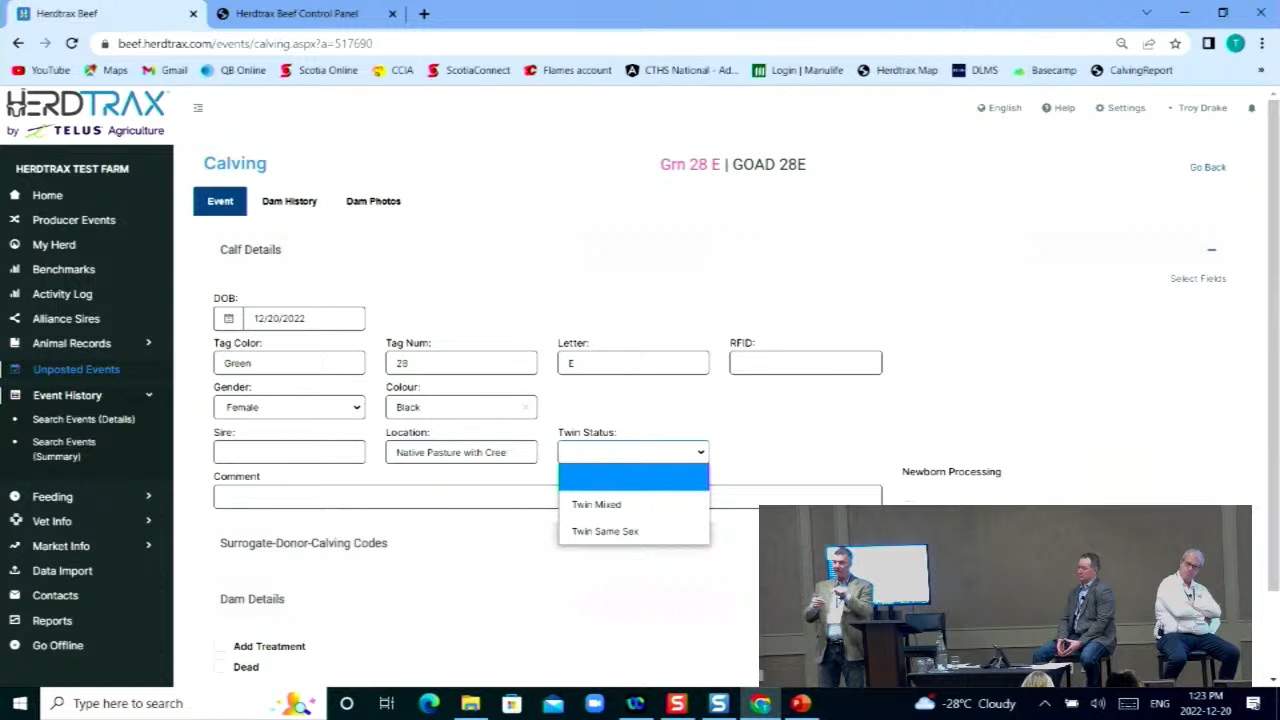 Herdtrax Beef
Herdtrax Beef Control Panel
beef.herdtrax.com/events/calving.aspx?a=517690
YouTube Maps Gmail QB Online Scotia Online CCIA ScotiaConnect Flames account CTHS National - Ad... Login | Manulife Herdtrax Map DLMS Basecamp CalvingReport
HERDTRAX
by TELUS Agriculture
English Help Settings Troy Drake
HERDTRAX TEST FARM
Home
Producer Events
My Herd
Benchmarks
Activity Log
Alliance Sires
Animal Records
Unposted Events
Event History
Search Events (Details)
Search Events
(Summary)
Feeding
Vet Info
Market Info
Data Import
Contacts
Reports
Go Offline
Calving
Grn 28 E | GOAD 28E
Go Back
Event Dam History Dam Photos
Calf Details
Select Fields
DOB:
12/20/2022
Tag Color: Tag Num: Letter: RFID:
Green 28 E
Gender: Colour:
Female Black
Sire: Location: Twin Status:
Native Pasture with Cree
Twin Mixed
Twin Same Sex
Comment
Newborn Processing
Surrogate-Donor-Calving Codes
Dam Details
Add Treatment
Dead
Type here to search
-28°C Cloudy
ENG
1:23 PM
2022-12-20